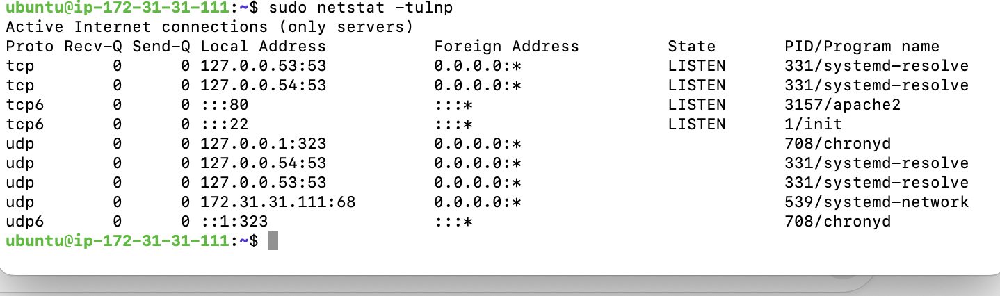 ubuntu@ip-172-31-31-111:~$ sudo netstat -tulnp
Active Internet connections (only servers)
Proto Recv-Q Send-Q Local Address           Foreign Address         State       PID/Program name
tcp        0      0 127.0.0.53:53           0.0.0.0:*               LISTEN      331/systemd-resolve
tcp        0      0 127.0.0.54:53           0.0.0.0:*               LISTEN      331/systemd-resolve
tcp6       0      0 :::80                   :::*                    LISTEN      3157/apache2
tcp6       0      0 :::22                   :::*                    LISTEN      1/init
udp        0      0 127.0.0.1:323           0.0.0.0:*                           708/chronyd
udp        0      0 127.0.0.54:53           0.0.0.0:*                           331/systemd-resolve
udp        0      0 127.0.0.53:53           0.0.0.0:*                           331/systemd-resolve
udp        0      0 172.31.31.111:68        0.0.0.0:*                           539/systemd-network
udp6       0      0 ::1:323                 :::*                                708/chronyd
ubuntu@ip-172-31-31-111:~$